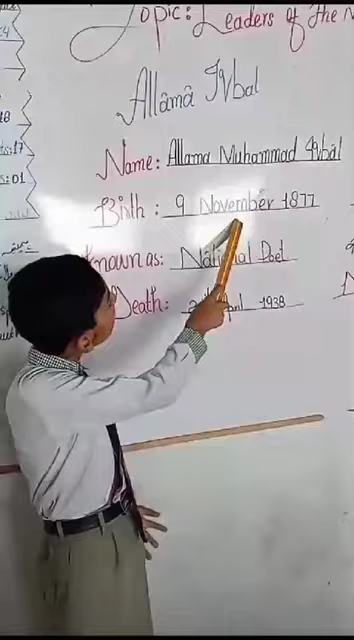 Topic: Leaders of the
Allama Iqbal
Name: Allama Muhammad Iqbal
Birth : 9 November 1877
Known as: National Poet
Death: April 1938